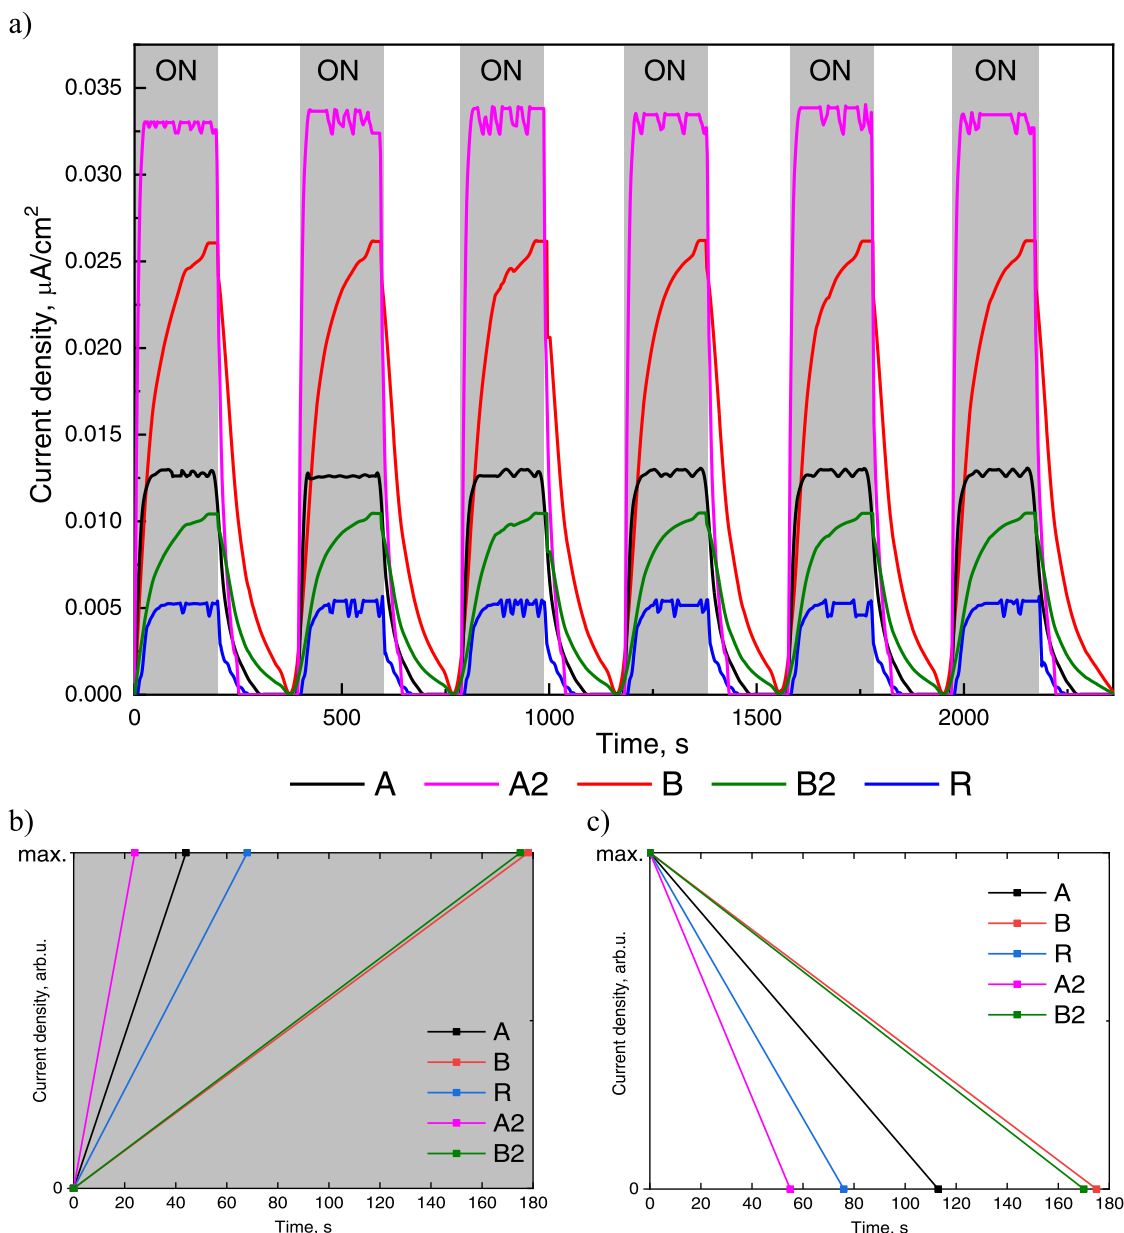 a)
ON ON ON ON ON ON
0.035
0.030
0.025
0.020
0.015
0.010
0.005
0.000
Current density, μA/cm²
0 500 1000 1500 2000
Time, s
A A2 B B2 R
b)
max.
0
Current density, arb.u.
A
B
R
A2
B2
0 20 40 60 80 100 120 140 160 180
Time, s
c)
max.
0
Current density, arb.u.
A
B
R
A2
B2
0 20 40 60 80 100 120 140 160 180
Time, s